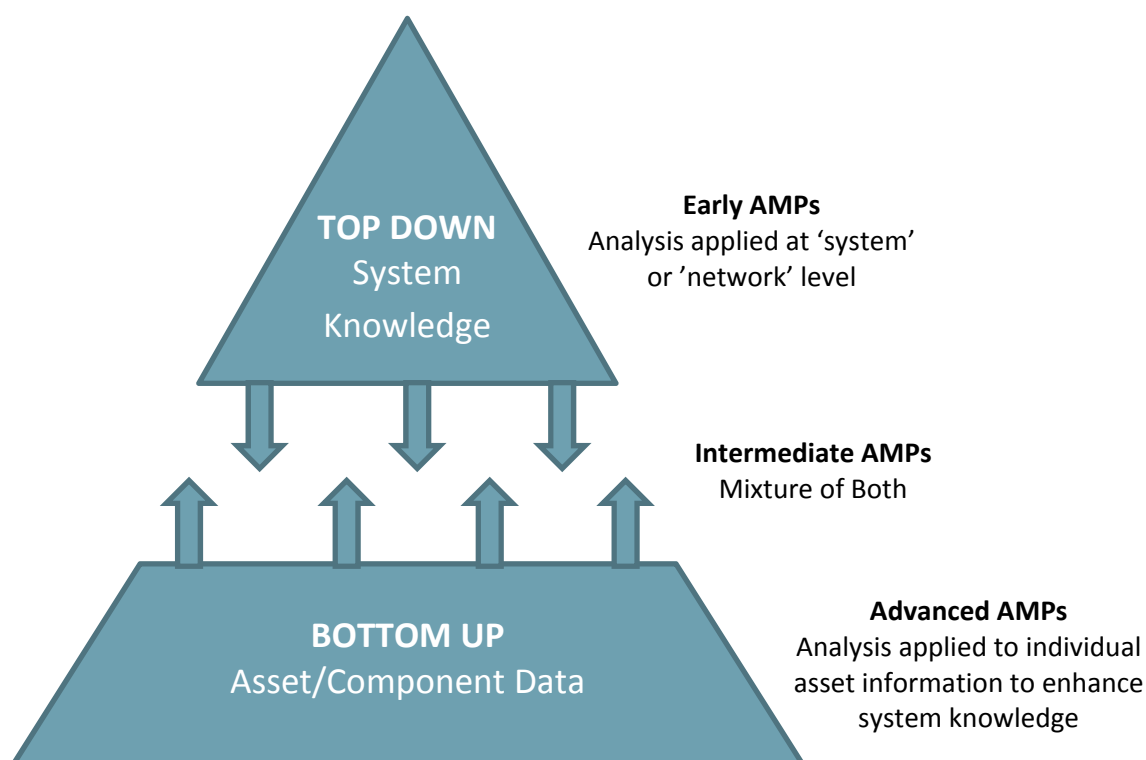 TOP DOWN
System
Knowledge
Early AMPs
Analysis applied at ‘system’
or ’network’ level
Intermediate AMPs
Mixture of Both
BOTTOM UP
Asset/Component Data
Advanced AMPs
Analysis applied to individual
asset information to enhance
system knowledge